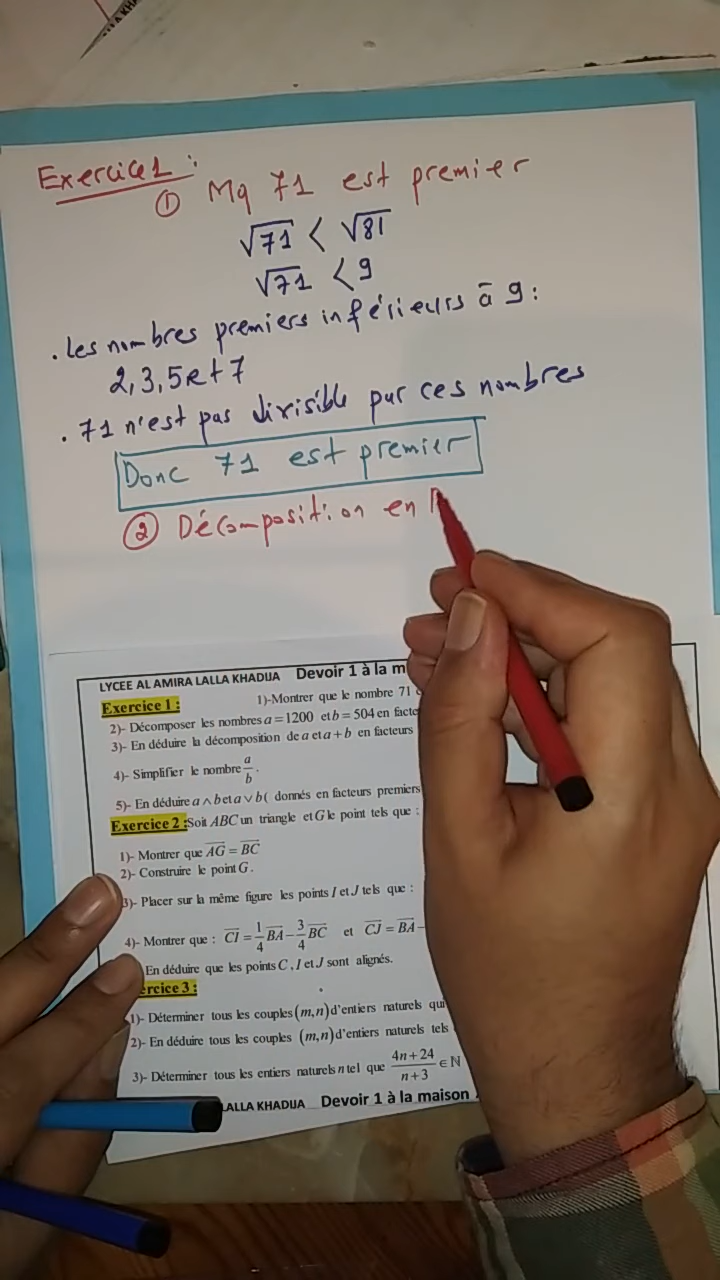 Exercice1 :
① Mq 71 est premier
√71 < √81
√71 < 9
. Les nombres premiers inférieurs à 9 :
2, 3, 5 et 7
. 71 n'est pas divisible par ces nombres
Donc 71 est premier
② Décomposition en
LYCEE AL AMIRA LALLA KHADIJA Devoir 1 à la m
Exercice 1 : 1)-Montrer que le nombre 71
2)- Décomposer les nombres a = 1200 et b = 504 en facte
3)- En déduire la décomposition de a et a + b en facteurs
4)- Simplifier le nombre a/b.
5)- En déduire a ∧ b et a ∨ b ( donnés en facteurs premiers
Exercice 2 : Soit ABC un triangle et G le point tels que :
1)- Montrer que AG = BC
2)- Construire le point G.
3)- Placer sur la même figure les points I et J tels que :
4)- Montrer que : CI = 1/4 BA − 3/4 BC et CJ = BA −
En déduire que les points C , I et J sont alignés.
ercice 3 :
1)- Déterminer tous les couples (m,n) d'entiers naturels qui
2)- En déduire tous les couples (m,n) d'entiers naturels tels
3)- Déterminer tous les entiers naturels n tel que 4n+24/n+3 ∈ ℕ
LALLA KHADIJA Devoir 1 à la maison